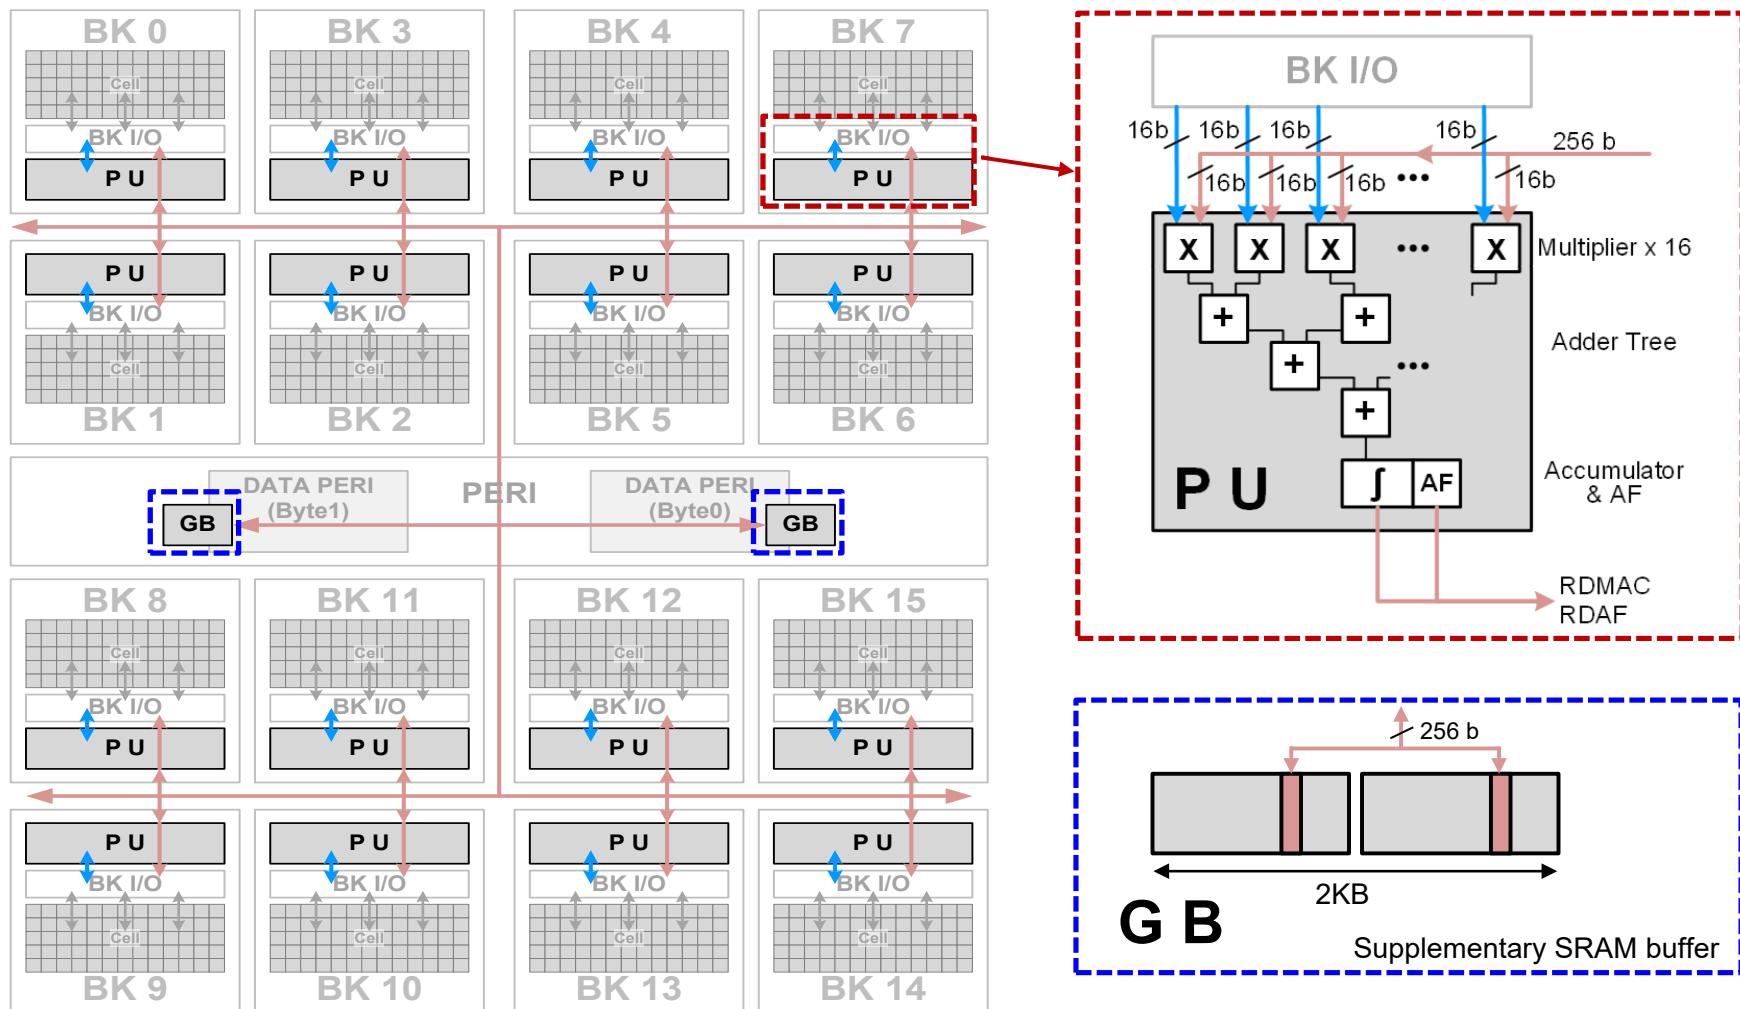 BK 0 BK 3 BK 4 BK 7
Cell Cell Cell Cell
BK I/O BK I/O BK I/O BK I/O
P U P U P U P U
P U P U P U P U
BK I/O BK I/O BK I/O BK I/O
Cell Cell Cell Cell
BK 1 BK 2 BK 5 BK 6
DATA PERI PERI DATA PERI
(Byte1) (Byte0)
GB GB
BK 8 BK 11 BK 12 BK 15
Cell Cell Cell Cell
BK I/O BK I/O BK I/O BK I/O
P U P U P U P U
P U P U P U P U
BK I/O BK I/O BK I/O BK I/O
Cell Cell Cell Cell
BK 9 BK 10 BK 13 BK 14
BK I/O
16b 16b 16b 16b 256 b
16b 16b 16b ••• 16b
X X X ••• X Multiplier x 16
+ +
Adder Tree
+ •••
+
P U ∫ AF Accumulator
& AF
RDMAC
RDAF
256 b
2KB
G B
Supplementary SRAM buffer